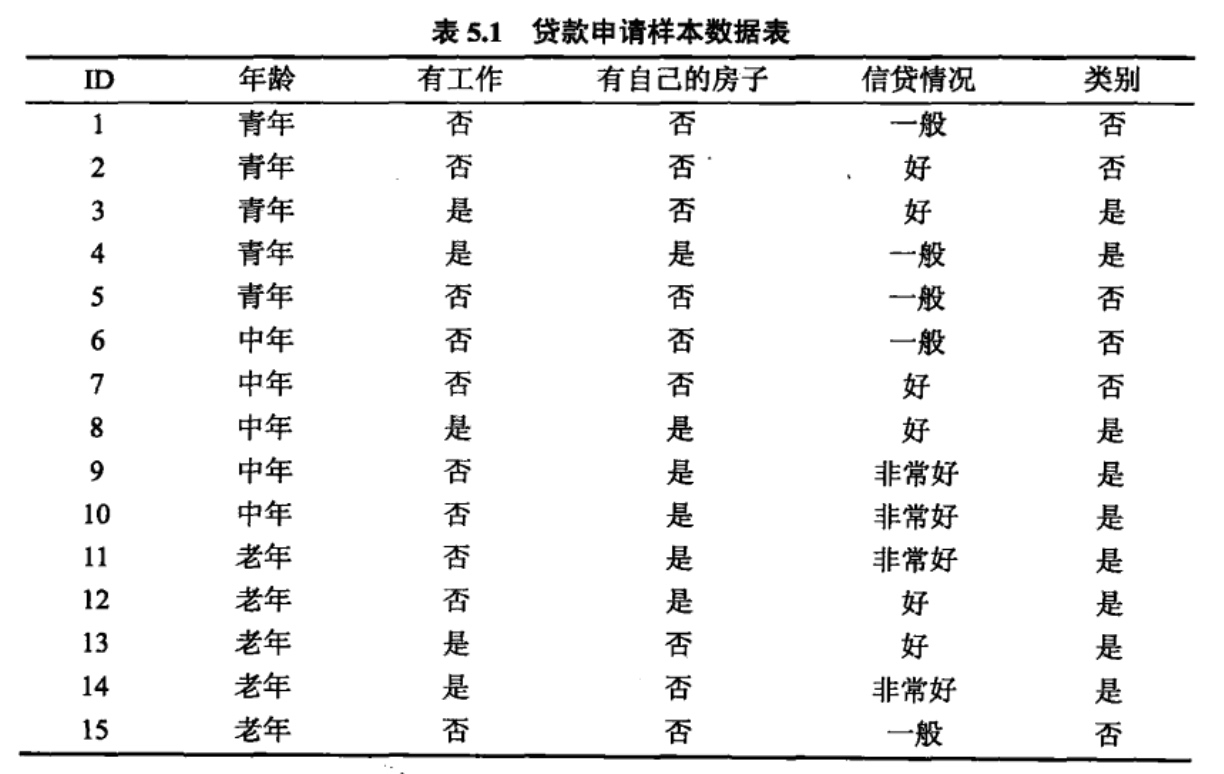 表 5.1 贷款申请样本数据表
ID 年龄 有工作 有自己的房子 信贷情况 类别
1 青年 否 否 一般 否
2 青年 否 否 好 否
3 青年 是 否 好 是
4 青年 是 是 一般 是
5 青年 否 否 一般 否
6 中年 否 否 一般 否
7 中年 否 否 好 否
8 中年 是 是 好 是
9 中年 否 是 非常好 是
10 中年 否 是 非常好 是
11 老年 否 是 非常好 是
12 老年 否 是 好 是
13 老年 是 否 好 是
14 老年 是 否 非常好 是
15 老年 否 否 一般 否